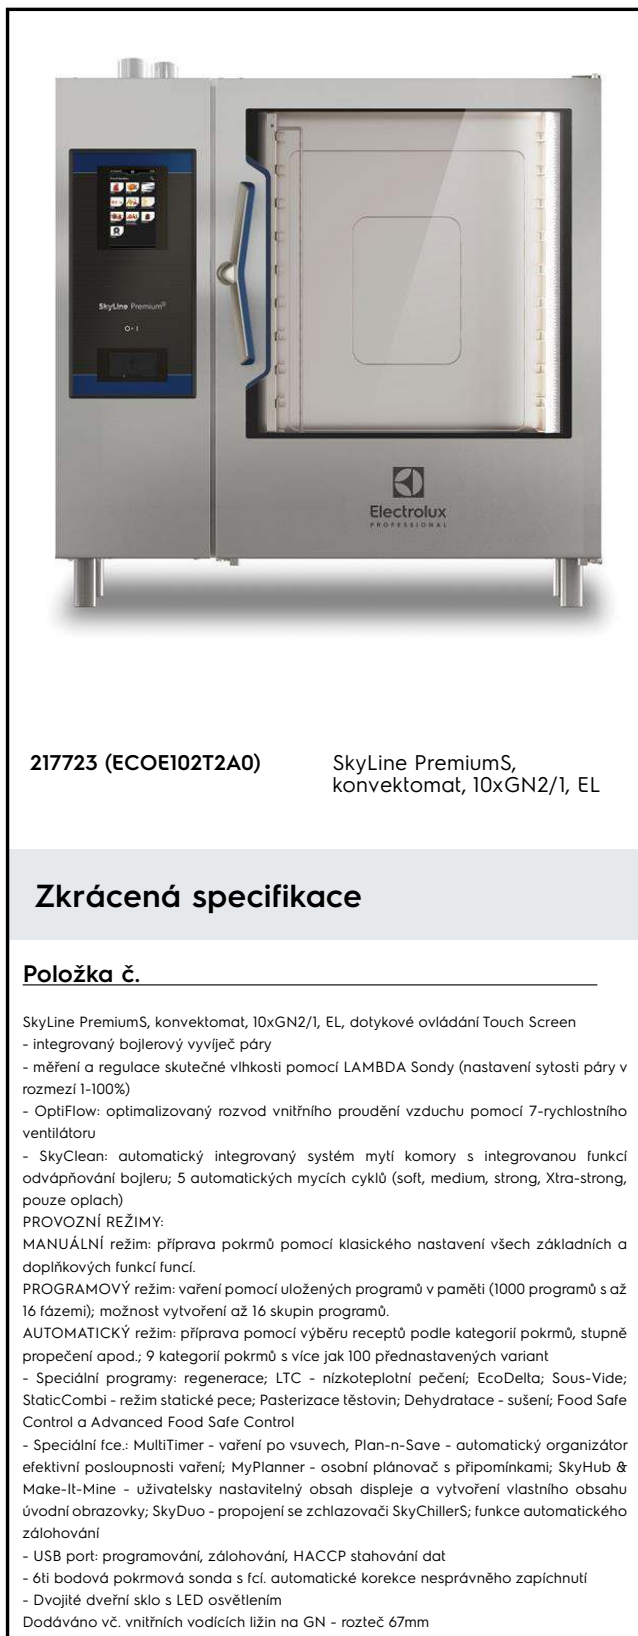 SkyLine PremiumS
O·I
Electrolux
PROFESSIONAL
217723 (ECOE102T2A0)
SkyLine PremiumS,
konvektomat, 10xGN2/1, EL
Zkrácená specifikace
Položka č.
SkyLine PremiumS, konvektomat, 10xGN2/1, EL, dotykové ovládání Touch Screen
- integrovaný bojlerový vyvíječ páry
- měření a regulace skutečné vlhkosti pomocí LAMBDA Sondy (nastavení sytosti páry v
rozmezí 1-100%)
- OptiFlow: optimalizovaný rozvod vnitřního proudění vzduchu pomocí 7-rychlostního
ventilátoru
- SkyClean: automatický integrovaný systém mytí komory s integrovanou funkcí
odvápňování bojleru; 5 automatických mycích cyklů (soft, medium, strong, Xtra-strong,
pouze oplach)
PROVOZNÍ REŽIMY:
MANUÁLNÍ režim: příprava pokrmů pomocí klasického nastavení všech základních a
doplňkových funkcí funcí.
PROGRAMOVÝ režim: vaření pomocí uložených programů v paměti (1000 programů s až
16 fázemi); možnost vytvoření až 16 skupin programů.
AUTOMATICKÝ režim: příprava pomocí výběru receptů podle kategorií pokrmů, stupně
propečení apod.; 9 kategorií pokrmů s více jak 100 přednastavených variant
- Speciální programy: regenerace; LTC - nízkoteplotní pečení; EcoDelta; Sous-Vide;
StaticCombi - režim statické pece; Pasterizace těstovin; Dehydratace - sušení; Food Safe
Control a Advanced Food Safe Control
- Speciální fce.: MultiTimer - vaření po vsuvech, Plan-n-Save - automatický organizátor
efektivní posloupnosti vaření; MyPlanner - osobní plánovač s připomínkami; SkyHub &
Make-It-Mine - uživatelsky nastavitelný obsah displeje a vytvoření vlastního obsahu
úvodní obrazovky; SkyDuo - propojení se zchlazovači SkyChillerS; funkce automatického
zálohování
- USB port: programování, zálohování, HACCP stahování dat
- 6ti bodová pokrmová sonda s fcí. automatické korekce nesprávného zapíchnutí
- Dvojité dveřní sklo s LED osvětlením
Dodáváno vč. vnitřních vodících ližin na GN - rozteč 67mm